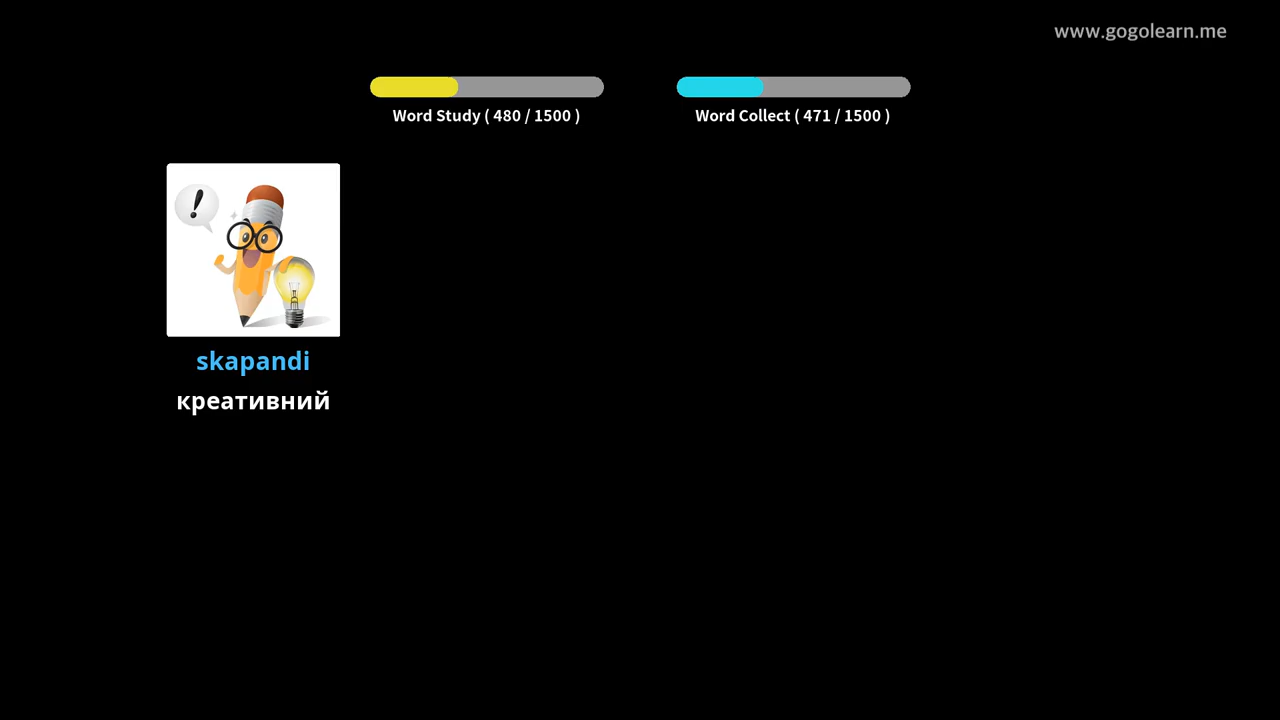 www.gogolearn.me
Word Study ( 480 / 1500 )
Word Collect ( 471 / 1500 )
!
skapandi
креативний